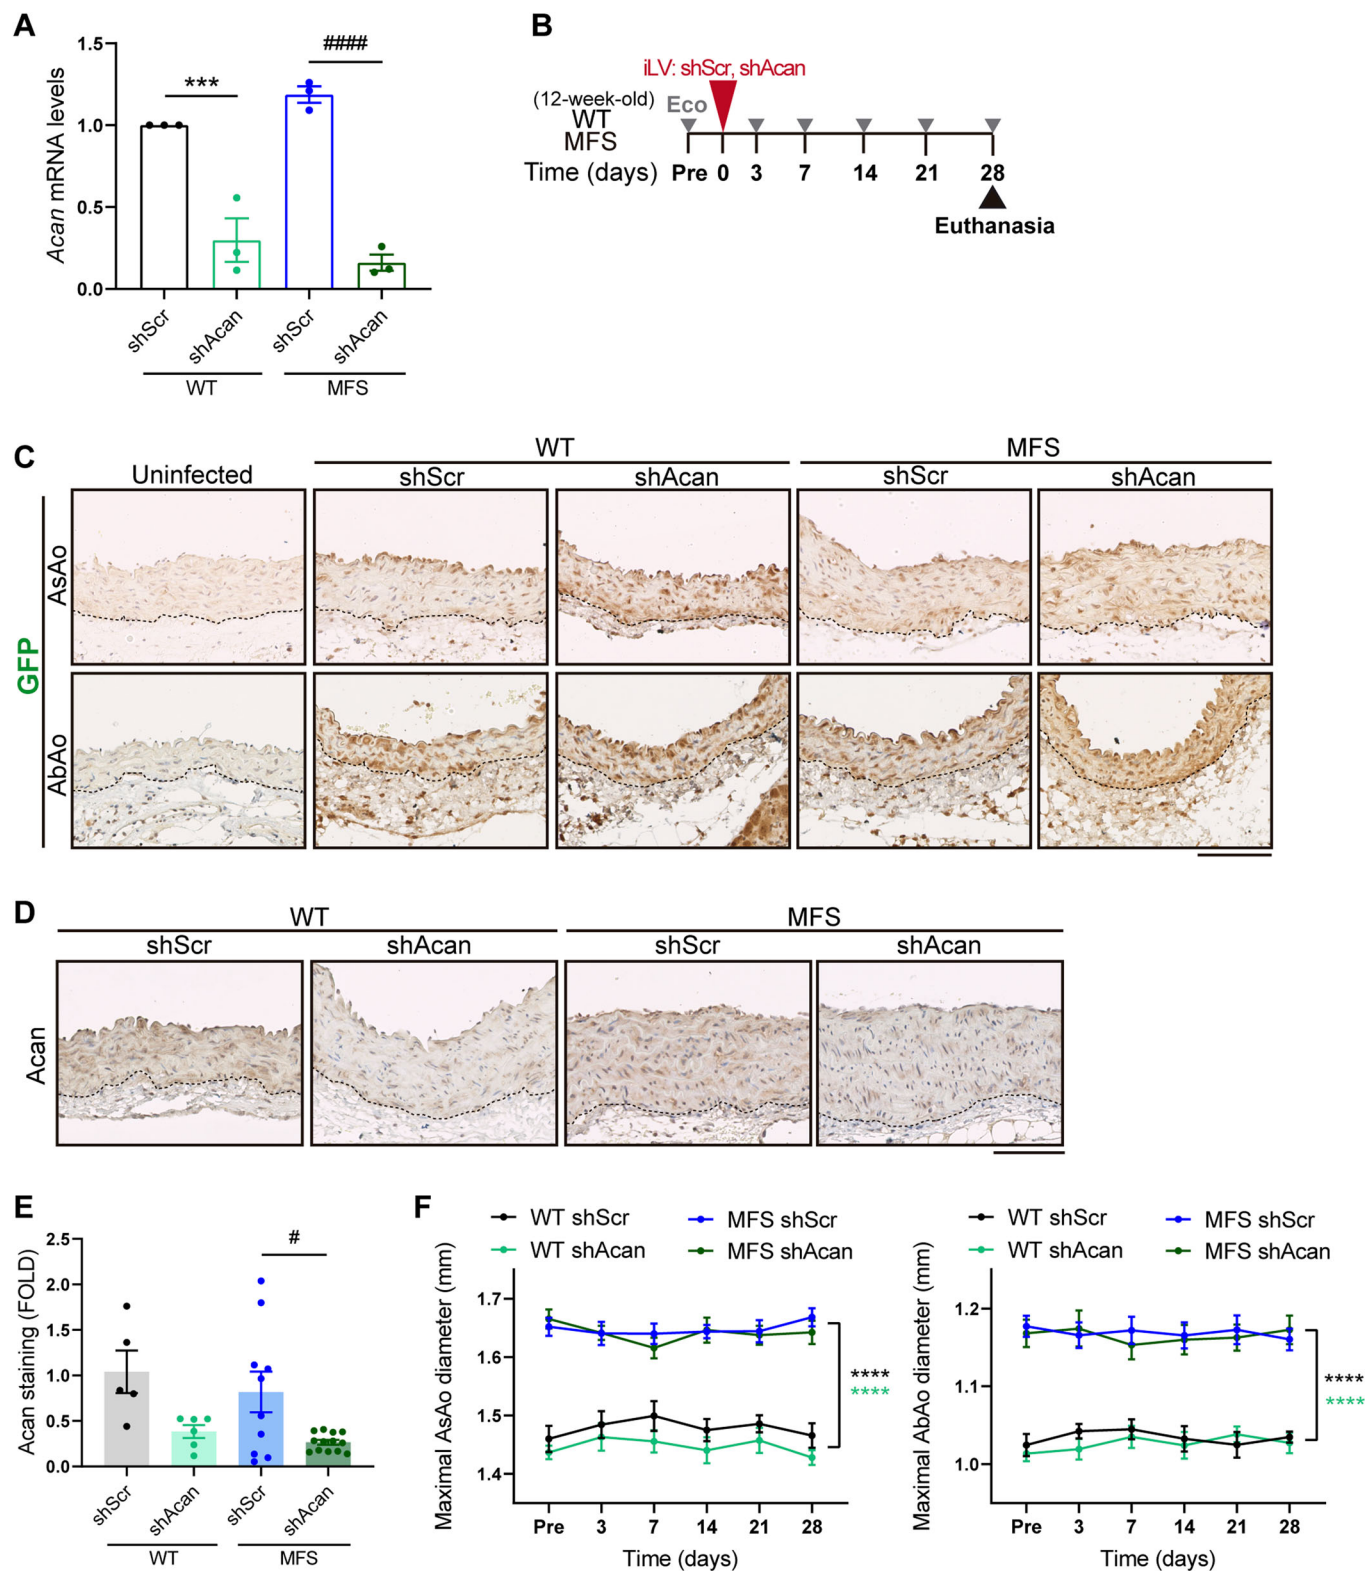 A
Acan mRNA levels
1.5
1.0
0.5
0.0
***
####
shScr
shAcan
shScr
shAcan
WT
MFS
B
iLV: shScr, shAcan
(12-week-old)
WT
MFS
Eco
Time (days) Pre 0 3 7 14 21 28
Euthanasia
C
WT
MFS
Uninfected
shScr
shAcan
shScr
shAcan
GFP
AsAo
AbAo
D
WT
MFS
shScr
shAcan
shScr
shAcan
Acan
E
Acan staining (FOLD)
2.5
2.0
1.5
1.0
0.5
0.0
#
shScr
shAcan
shScr
shAcan
WT
MFS
F
WT shScr
MFS shScr
WT shAcan
MFS shAcan
Maximal AsAo diameter (mm)
1.7
1.6
1.5
1.4
****
****
Pre 3 7 14 21 28
Time (days)
WT shScr
MFS shScr
WT shAcan
MFS shAcan
Maximal AbAo diameter (mm)
1.2
1.1
1.0
****
****
Pre 3 7 14 21 28
Time (days)